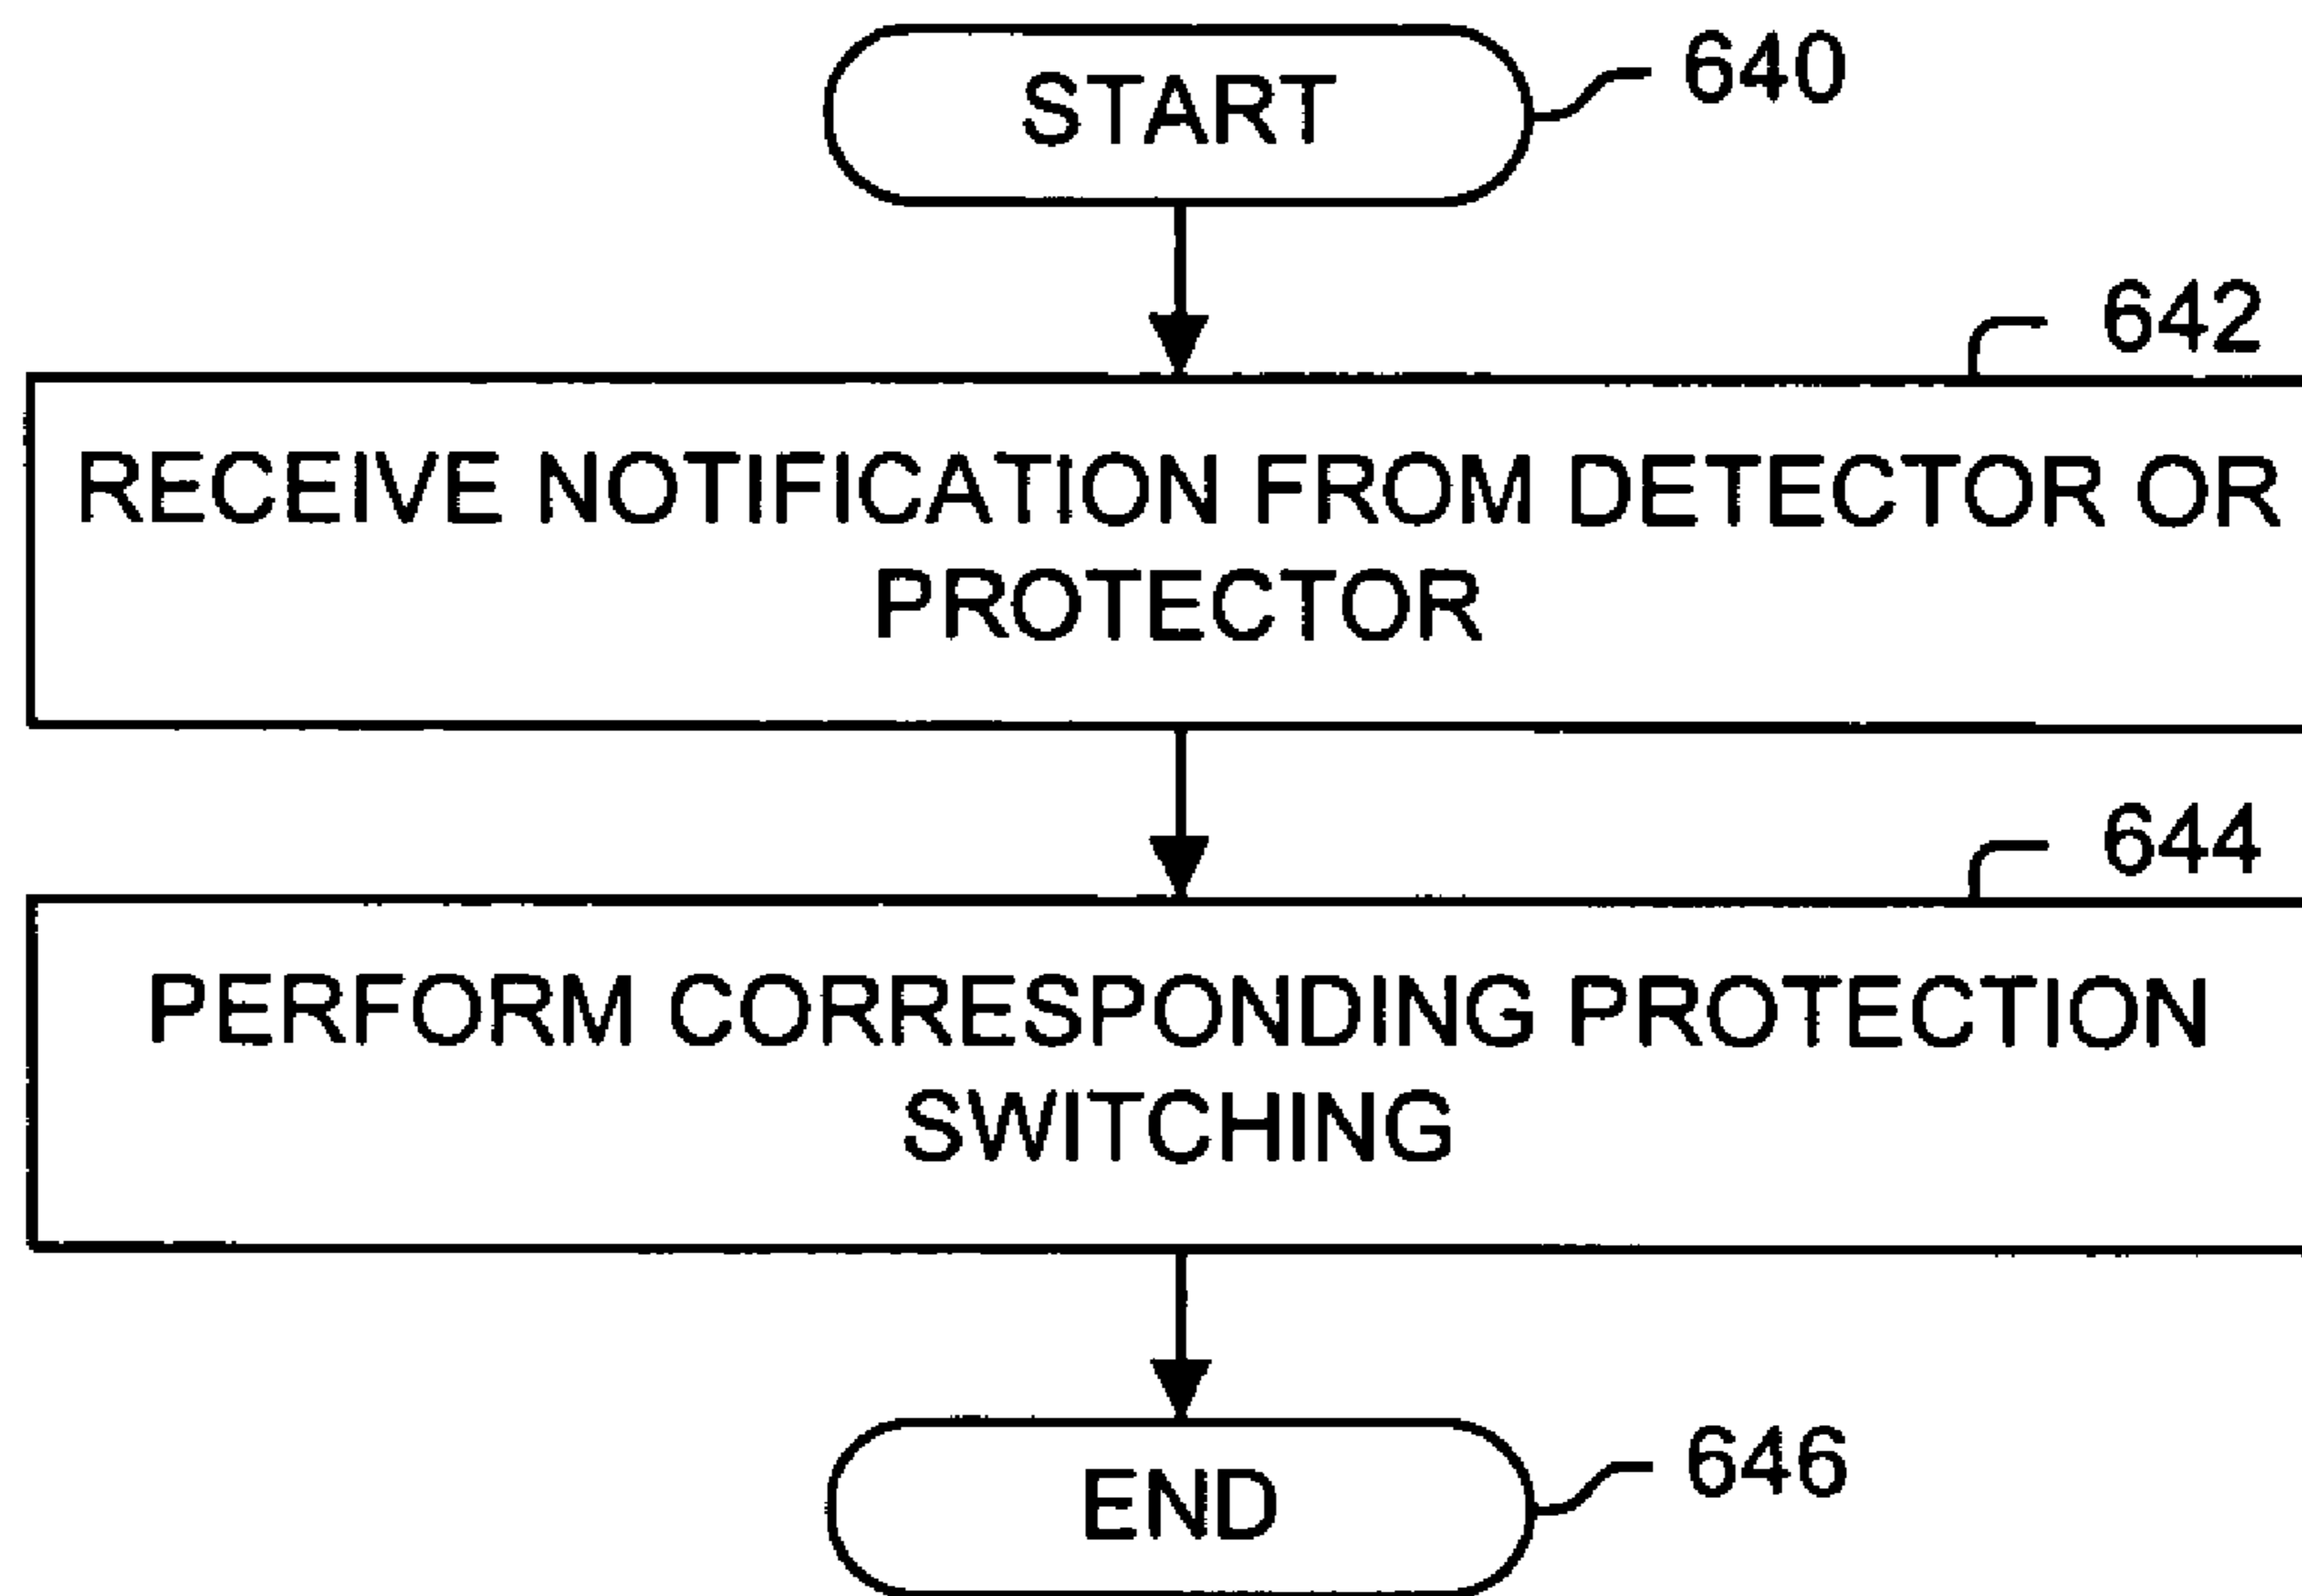 START
640
642
RECEIVE NOTIFICATION FROM DETECTOR OR
PROTECTOR
644
PERFORM CORRESPONDING PROTECTION
SWITCHING
END
646